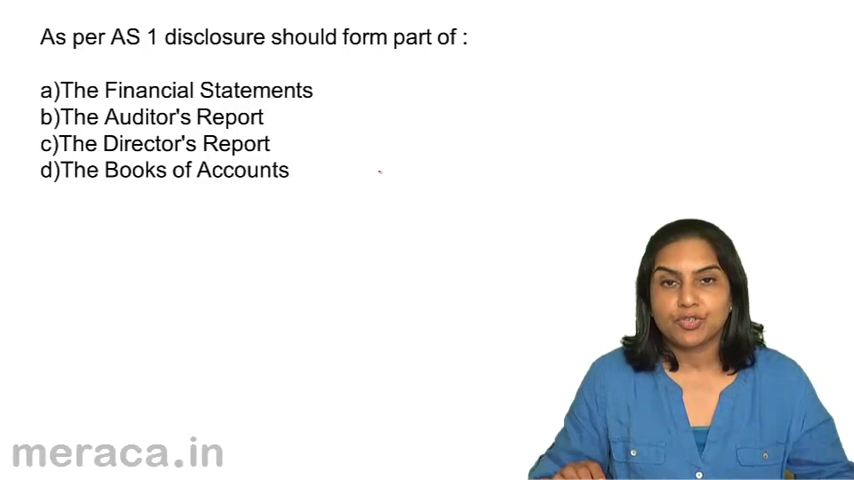 As per AS 1 disclosure should form part of :
a)The Financial Statements
b)The Auditor's Report
c)The Director's Report
d)The Books of Accounts
meraca.in